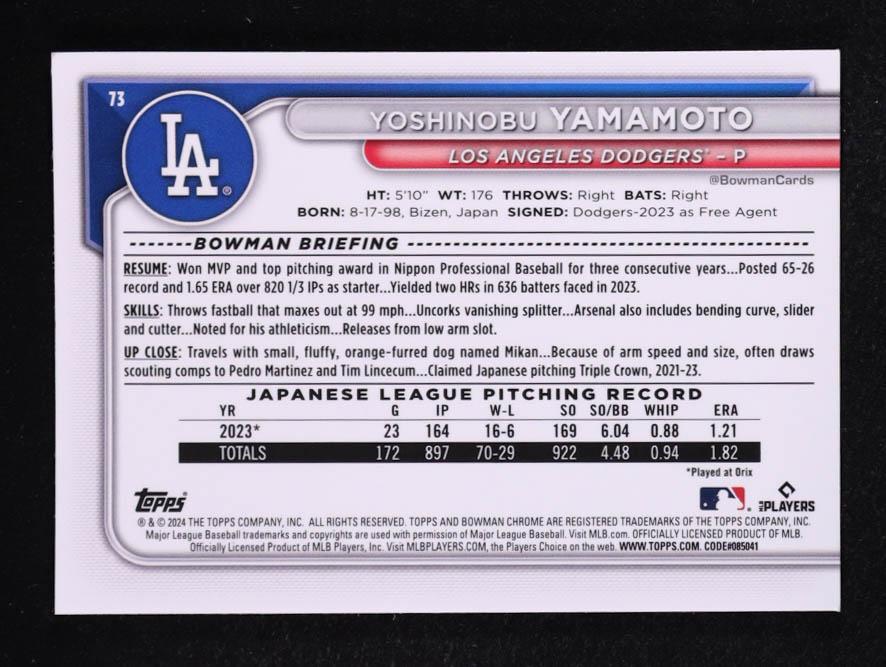 73
LA®
YOSHINOBU YAMAMOTO
LOS ANGELES DODGERS® – P
@BowmanCards
HT: 5'10" WT: 176 THROWS: Right BATS: Right
BORN: 8-17-98, Bizen, Japan SIGNED: Dodgers-2023 as Free Agent
BOWMAN BRIEFING
RESUME: Won MVP and top pitching award in Nippon Professional Baseball for three consecutive years...Posted 65-26
record and 1.65 ERA over 820 1/3 IPs as starter...Yielded two HRs in 636 batters faced in 2023.
SKILLS: Throws fastball that maxes out at 99 mph...Uncorks vanishing splitter...Arsenal also includes bending curve, slider
and cutter...Noted for his athleticism...Releases from low arm slot.
UP CLOSE: Travels with small, fluffy, orange-furred dog named Mikan...Because of arm speed and size, often draws
scouting comps to Pedro Martinez and Tim Lincecum...Claimed Japanese pitching Triple Crown, 2021-23.
JAPANESE LEAGUE PITCHING RECORD
YR G IP W-L SO SO/BB WHIP ERA
2023* 23 164 16-6 169 6.04 0.88 1.21
TOTALS 172 897 70-29 922 4.48 0.94 1.82
*Played at Orix
TOPPS® ® MLB PLAYERS
® & © 2024 THE TOPPS COMPANY, INC. ALL RIGHTS RESERVED. TOPPS AND BOWMAN CHROME ARE REGISTERED TRADEMARKS OF THE TOPPS COMPANY, INC.
Major League Baseball trademarks and copyrights are used with permission of Major League Baseball. Visit MLB.com. OFFICIALLY LICENSED PRODUCT OF MLB.
Officially Licensed Product of MLB Players, Inc. Visit MLBPLAYERS.COM, the Players Choice on the web. WWW.TOPPS.COM. CODE#085041